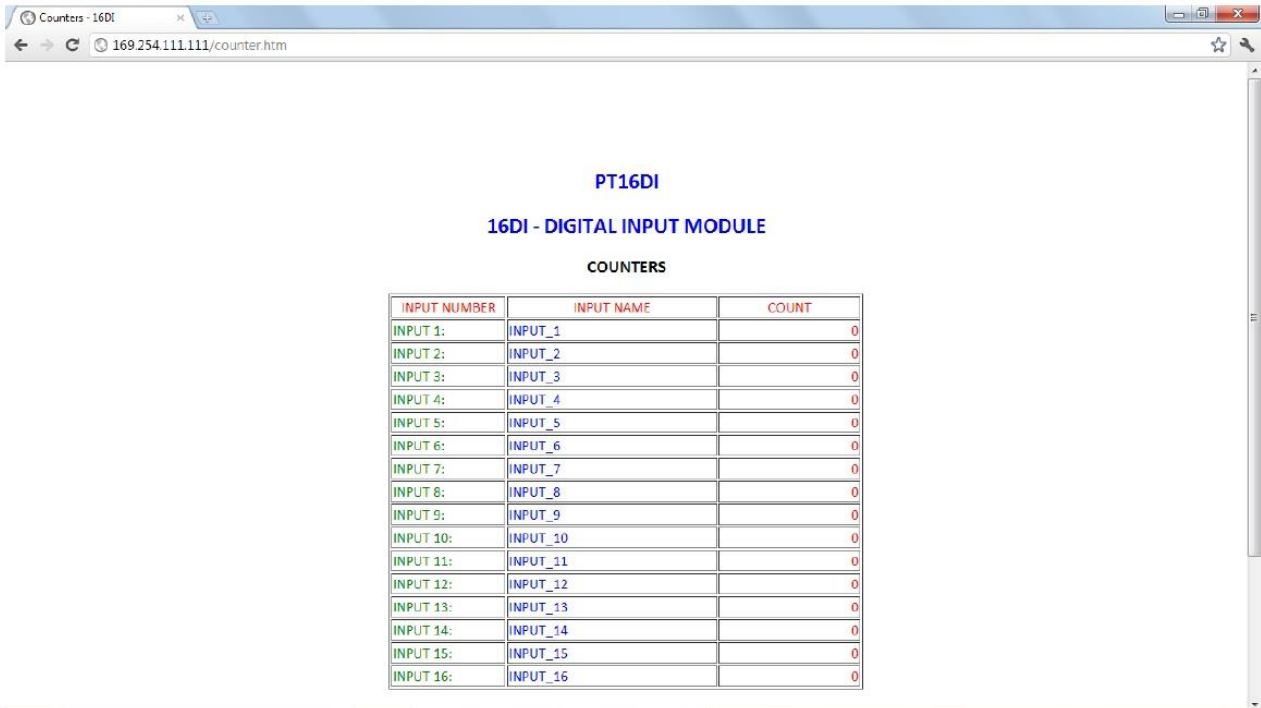 Counters - 16DI
169.254.111.111/counter.htm
PT16DI
16DI - DIGITAL INPUT MODULE
COUNTERS
INPUT NUMBER INPUT NAME COUNT
INPUT 1: INPUT_1 0
INPUT 2: INPUT_2 0
INPUT 3: INPUT_3 0
INPUT 4: INPUT_4 0
INPUT 5: INPUT_5 0
INPUT 6: INPUT_6 0
INPUT 7: INPUT_7 0
INPUT 8: INPUT_8 0
INPUT 9: INPUT_9 0
INPUT 10: INPUT_10 0
INPUT 11: INPUT_11 0
INPUT 12: INPUT_12 0
INPUT 13: INPUT_13 0
INPUT 14: INPUT_14 0
INPUT 15: INPUT_15 0
INPUT 16: INPUT_16 0